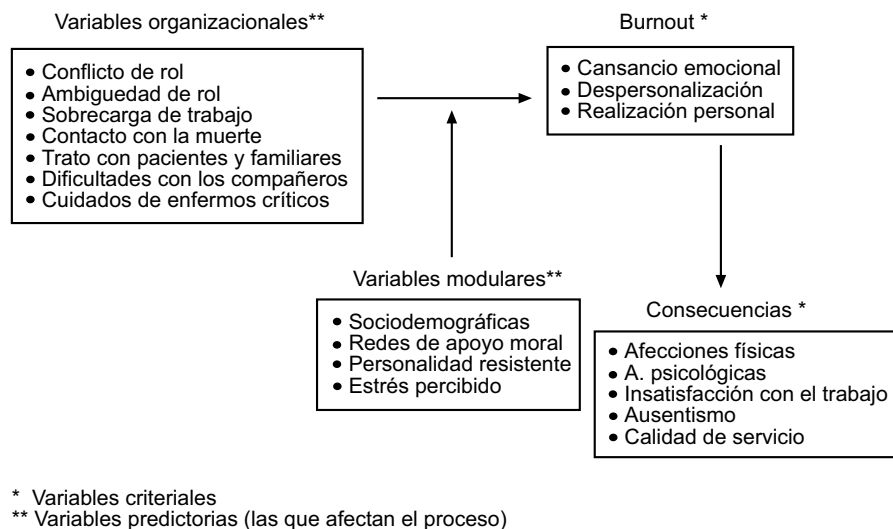 Variables organizacionales**
• Conflicto de rol
• Ambiguedad de rol
• Sobrecarga de trabajo
• Contacto con la muerte
• Trato con pacientes y familiares
• Dificultades con los compañeros
• Cuidados de enfermos críticos
Burnout *
• Cansancio emocional
• Despersonalización
• Realización personal
Variables modulares**
• Sociodemográficas
• Redes de apoyo moral
• Personalidad resistente
• Estrés percibido
Consecuencias *
• Afecciones físicas
• A. psicológicas
• Insatisfacción con el trabajo
• Ausentismo
• Calidad de servicio
* Variables criteriales
** Variables predictorias (las que afectan el proceso)